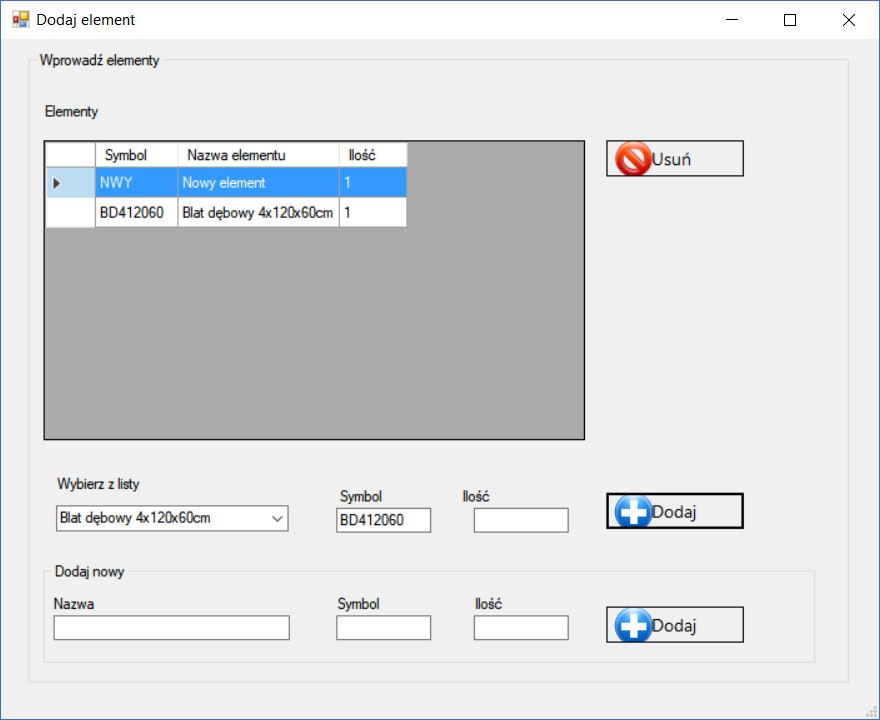 Dodaj element
Wprowadź elementy
Elementy
Symbol Nazwa elementu Ilość
NWY Nowy element 1
BD412060 Blat dębowy 4x120x60cm 1
Usuń
Wybierz z listy
Symbol Ilość
Blat dębowy 4x120x60cm BD412060 Dodaj
Dodaj nowy
Nazwa Symbol Ilość
Dodaj